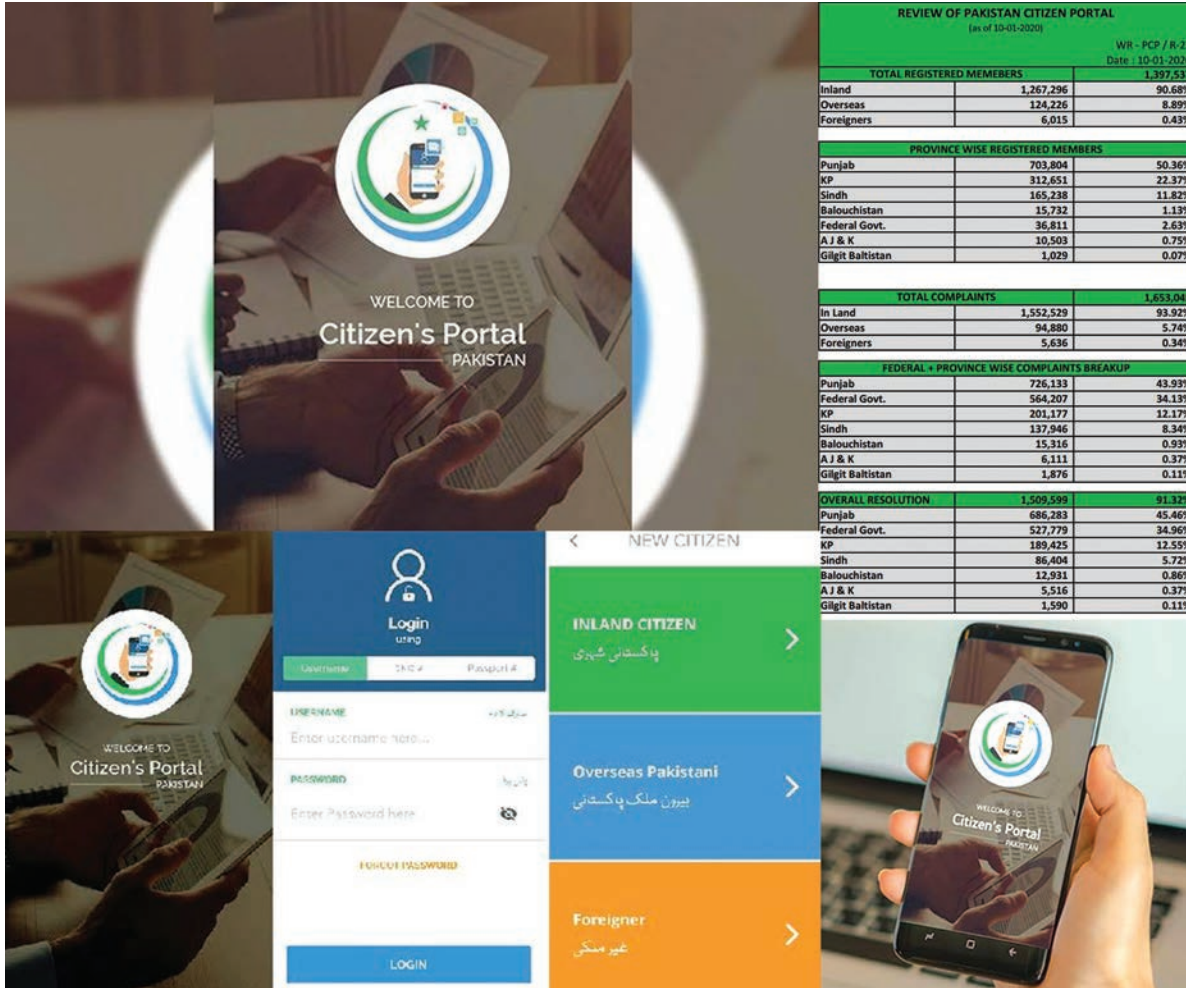 WELCOME TO
Citizen's Portal
PAKISTAN
REVIEW OF PAKISTAN CITIZEN PORTAL
(as of 10-01-2020)
WR - PCP / R-2
Date : 10-01-202
TOTAL REGISTERED MEMEBERS 1,397,53
Inland 1,267,296 90.68%
Overseas 124,226 8.89%
Foreigners 6,015 0.43%
PROVINCE WISE REGISTERED MEMBERS
Punjab 703,804 50.36%
KP 312,651 22.37%
Sindh 165,238 11.82%
Balouchistan 15,732 1.13%
Federal Govt. 36,811 2.63%
A J & K 10,503 0.75%
Gilgit Baltistan 1,029 0.07%
TOTAL COMPLAINTS 1,653,04
In Land 1,552,529 93.92%
Overseas 94,880 5.74%
Foreigners 5,636 0.34%
FEDERAL + PROVINCE WISE COMPLAINTS BREAKUP
Punjab 726,133 43.93%
Federal Govt. 564,207 34.13%
KP 201,177 12.17%
Sindh 137,946 8.34%
Balouchistan 15,316 0.93%
A J & K 6,111 0.37%
Gilgit Baltistan 1,876 0.11%
OVERALL RESOLUTION 1,509,599 91.32%
Punjab 686,283 45.46%
Federal Govt. 527,779 34.96%
KP 189,425 12.55%
Sindh 86,404 5.72%
Balouchistan 12,931 0.86%
A J & K 5,516 0.37%
Gilgit Baltistan 1,590 0.11%
WELCOME TO
Citizen's Portal
PAKISTAN
Login
using
Username Passport #
USERNAME
Enter username here...
PASSWORD
Enter Password here
FORGOT PASSWORD
LOGIN
NEW CITIZEN
INLAND CITIZEN
پاکستانی شہری
Overseas Pakistani
بیرون ملک پاکستانی
Foreigner
غیر ملکی
WELCOME TO
Citizen's Portal
PAKISTAN